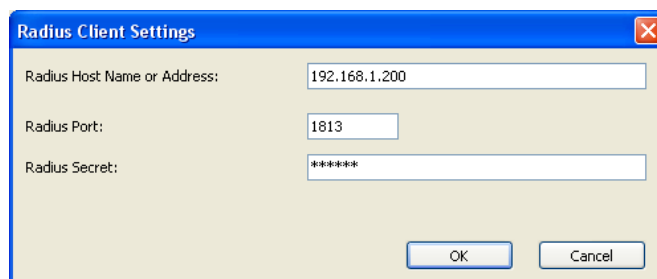 Radius Client Settings
Radius Host Name or Address: 192.168.1.200
Radius Port: 1813
Radius Secret: ******
OK Cancel